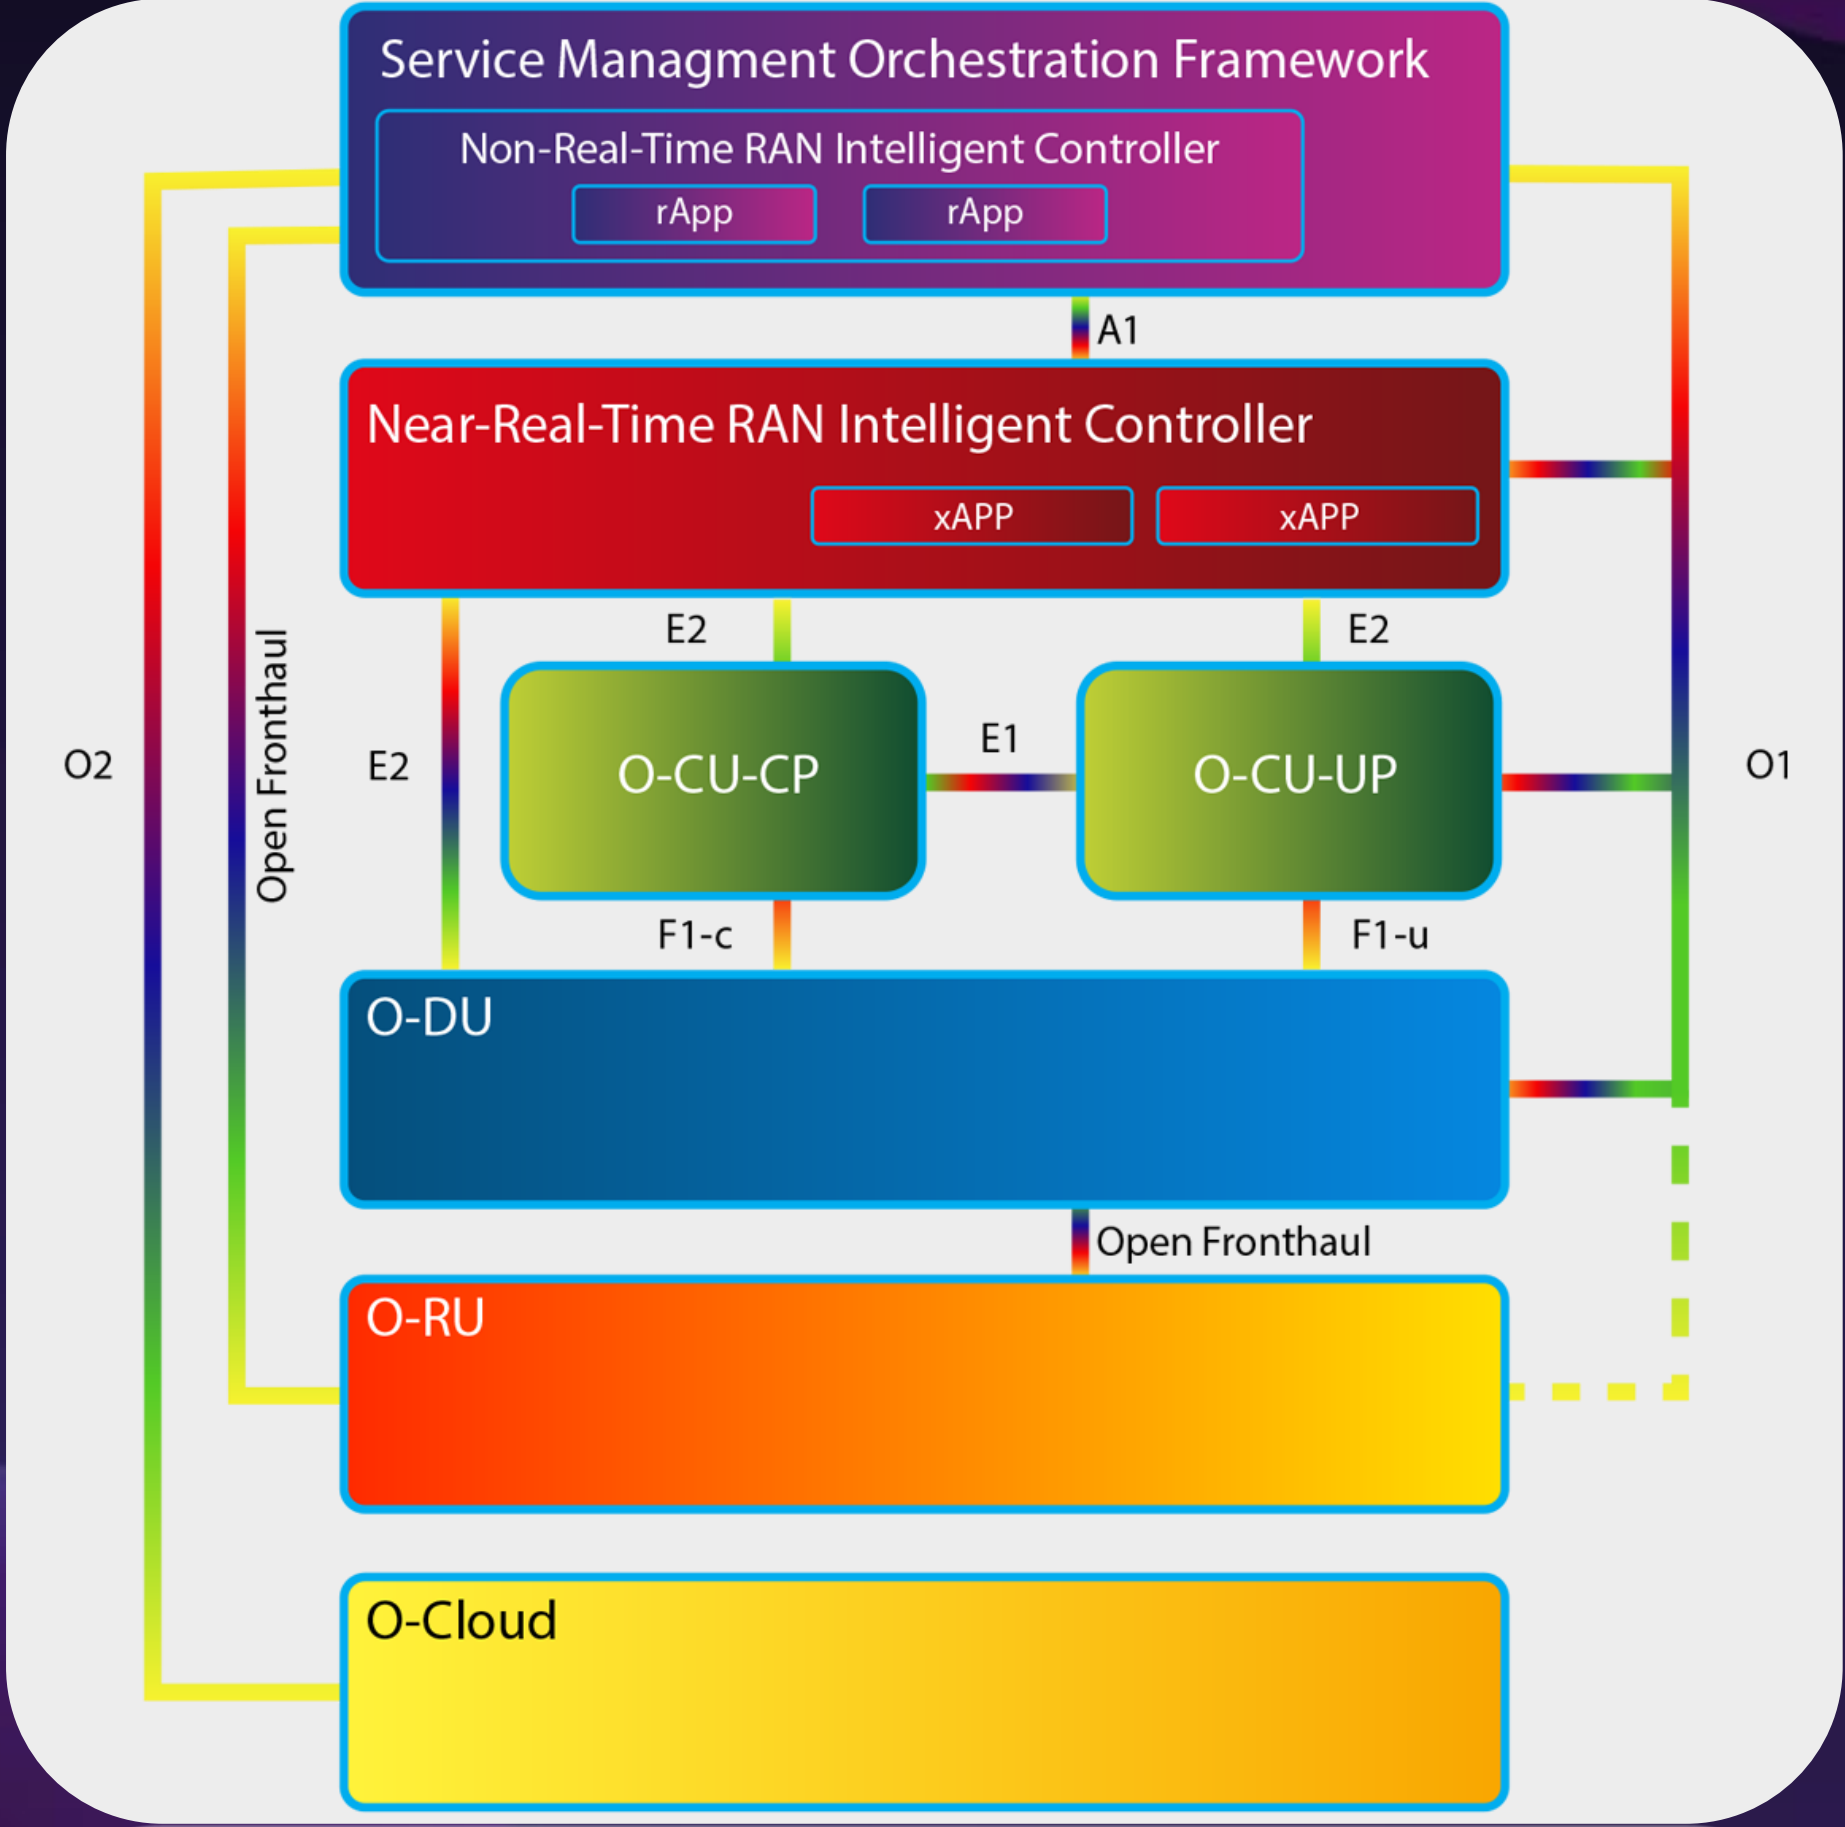 Service Managment Orchestration Framework
Non-Real-Time RAN Intelligent Controller
rApp
rApp
A1
Near-Real-Time RAN Intelligent Controller
xAPP
xAPP
E2
E2
O2
Open Fronthaul
E2
O-CU-CP
E1
O-CU-UP
O1
F1-c
F1-u
O-DU
Open Fronthaul
O-RU
O-Cloud